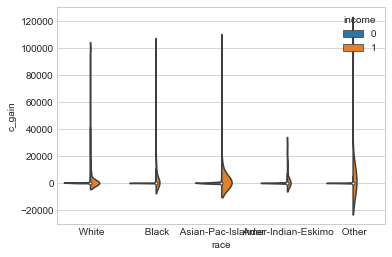 120000
100000
80000
60000
40000
20000
0
−20000
c_gain
income
0
1
White
Black
Asian-Pac-Islander
Amer-Indian-Eskimo
Other
race